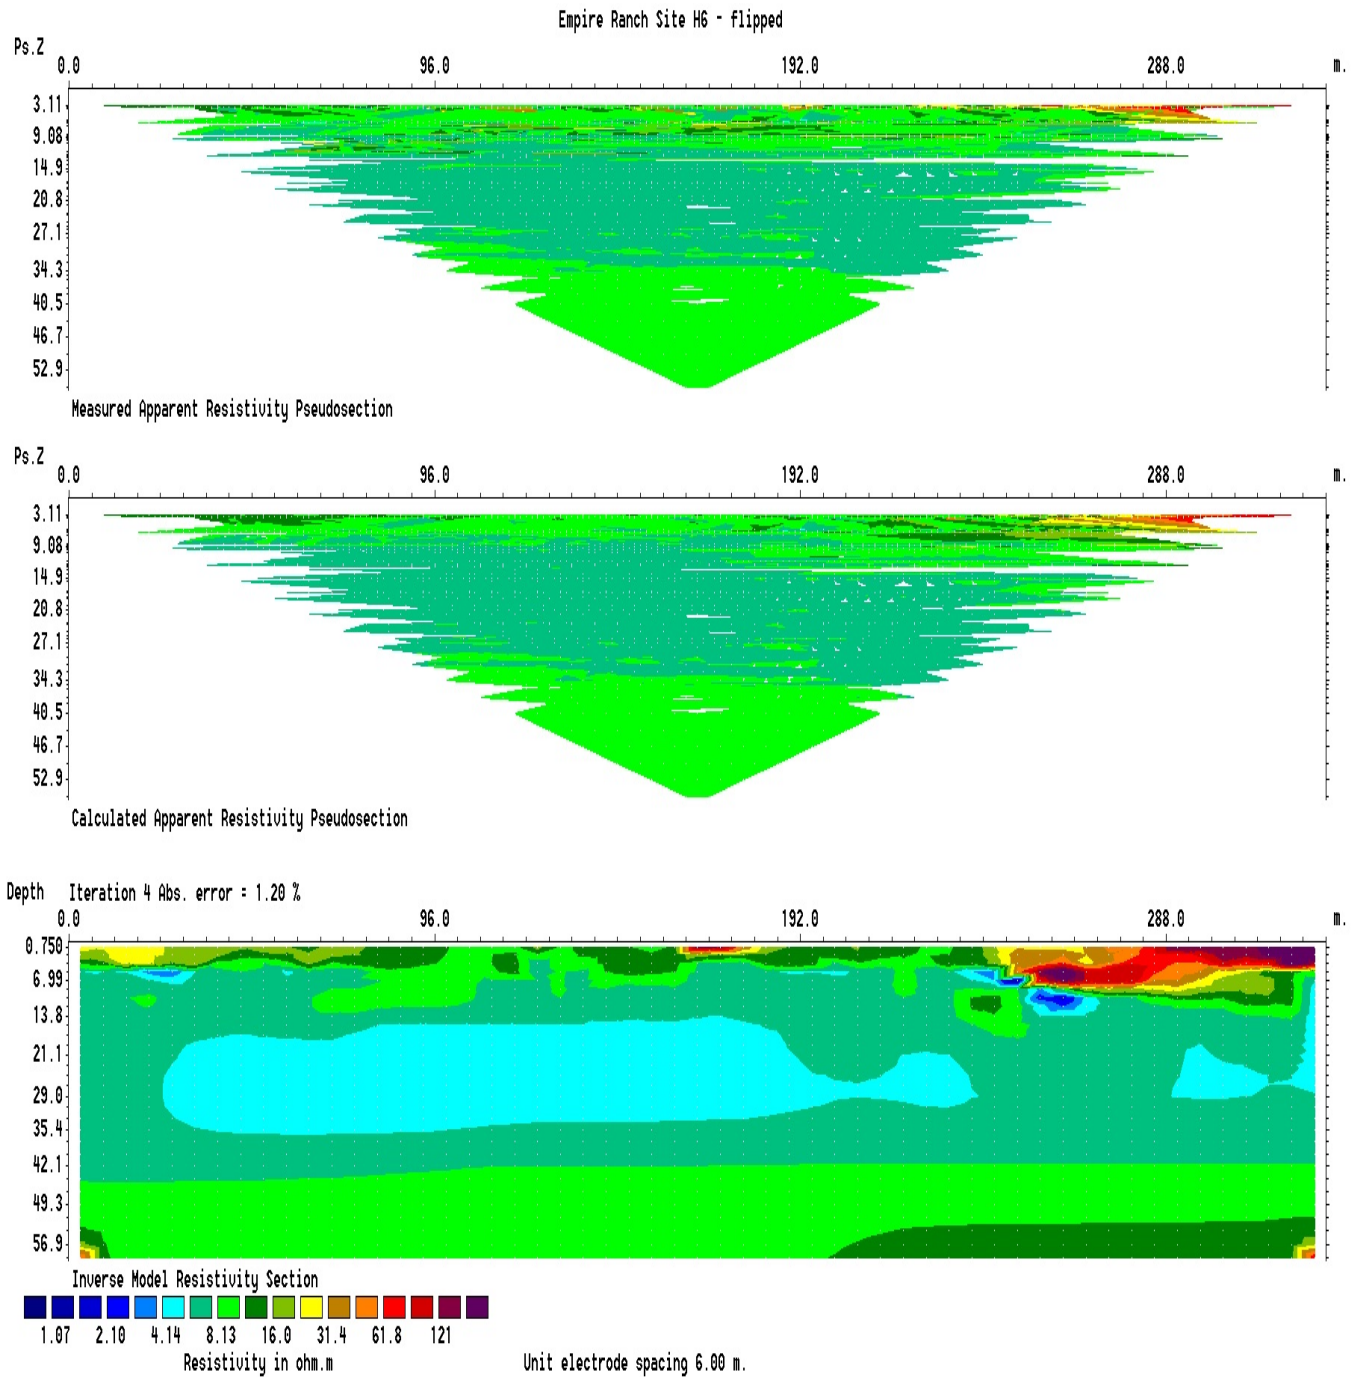 Empire Ranch Site H6 - flipped
Ps.Z
0.0 96.0 192.0 288.0 m.
3.11
9.08
14.9
20.8
27.1
34.3
40.5
46.7
52.9
Measured Apparent Resistivity Pseudosection
Ps.Z
0.0 96.0 192.0 288.0 m.
3.11
9.08
14.9
20.8
27.1
34.3
40.5
46.7
52.9
Calculated Apparent Resistivity Pseudosection
Depth Iteration 4 Abs. error = 1.20 %
0.0 96.0 192.0 288.0 m.
0.750
6.99
13.8
21.1
29.0
35.4
42.1
49.3
56.9
Inverse Model Resistivity Section
1.07 2.10 4.14 8.13 16.0 31.4 61.8 121
Resistivity in ohm.m Unit electrode spacing 6.00 m.